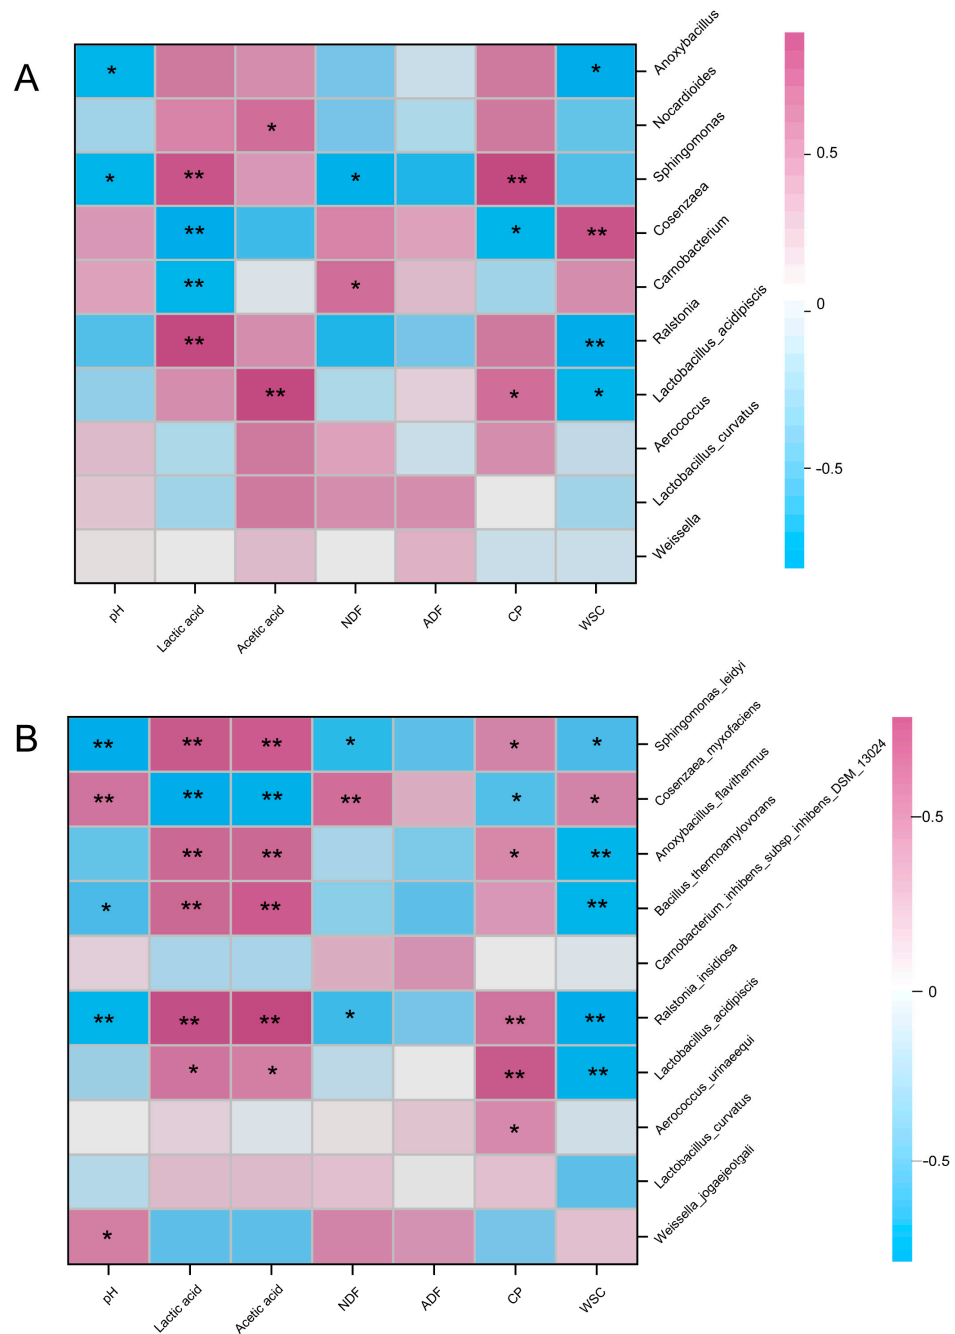 A
* *
*
* ** * **
** * **
** *
** **
** * *
Anoxybacillus
Nocardioides
Sphingomonas
Cosenzaea
Carnobacterium
Ralstonia
Lactobacillus_acidipiscis
Aerococcus
Lactobacillus_curvatus
Weissella
pH
Lactic acid
Acetic acid
NDF
ADF
CP
WSC
0.5
0
-0.5
B
** ** ** * * *
** ** ** ** * *
** ** * **
* ** ** **
** ** ** * ** **
* * ** **
*
*
Sphingomonas_leidyi
Cosenzaea_myxofaciens
Anoxybacillus_flavithermus
Bacillus_thermoamylovorans
Carnobacterium_inhibens_subsp_inhibens_DSM_13024
Ralstonia_insidiosa
Lactobacillus_acidipiscis
Aerococcus_urinaeequi
Lactobacillus_curvatus
Weissella_jogaejeotgali
pH
Lactic acid
Acetic acid
NDF
ADF
CP
WSC
0.5
0
-0.5